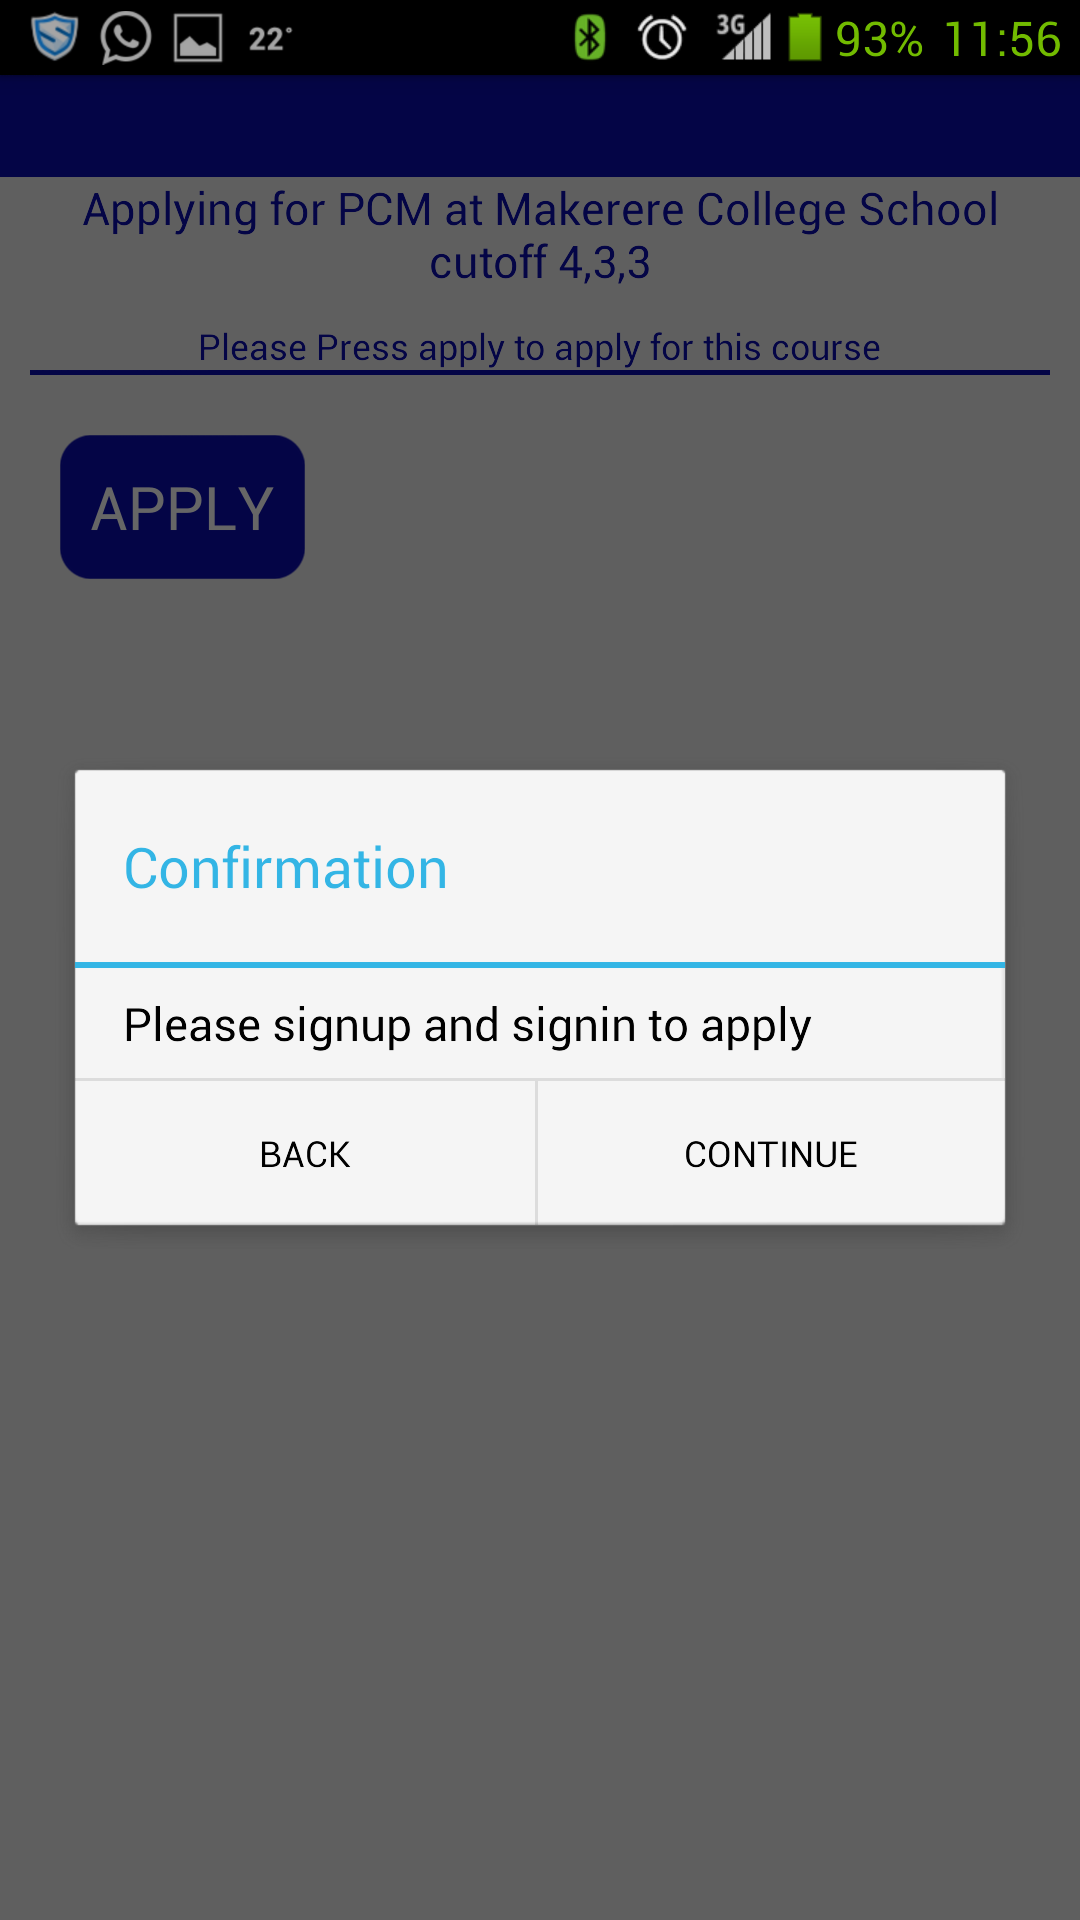 22°
3G
93% 11:56
Applying for PCM at Makerere College School
cutoff 4,3,3
Please Press apply to apply for this course
APPLY
Confirmation
Please signup and signin to apply
BACK CONTINUE